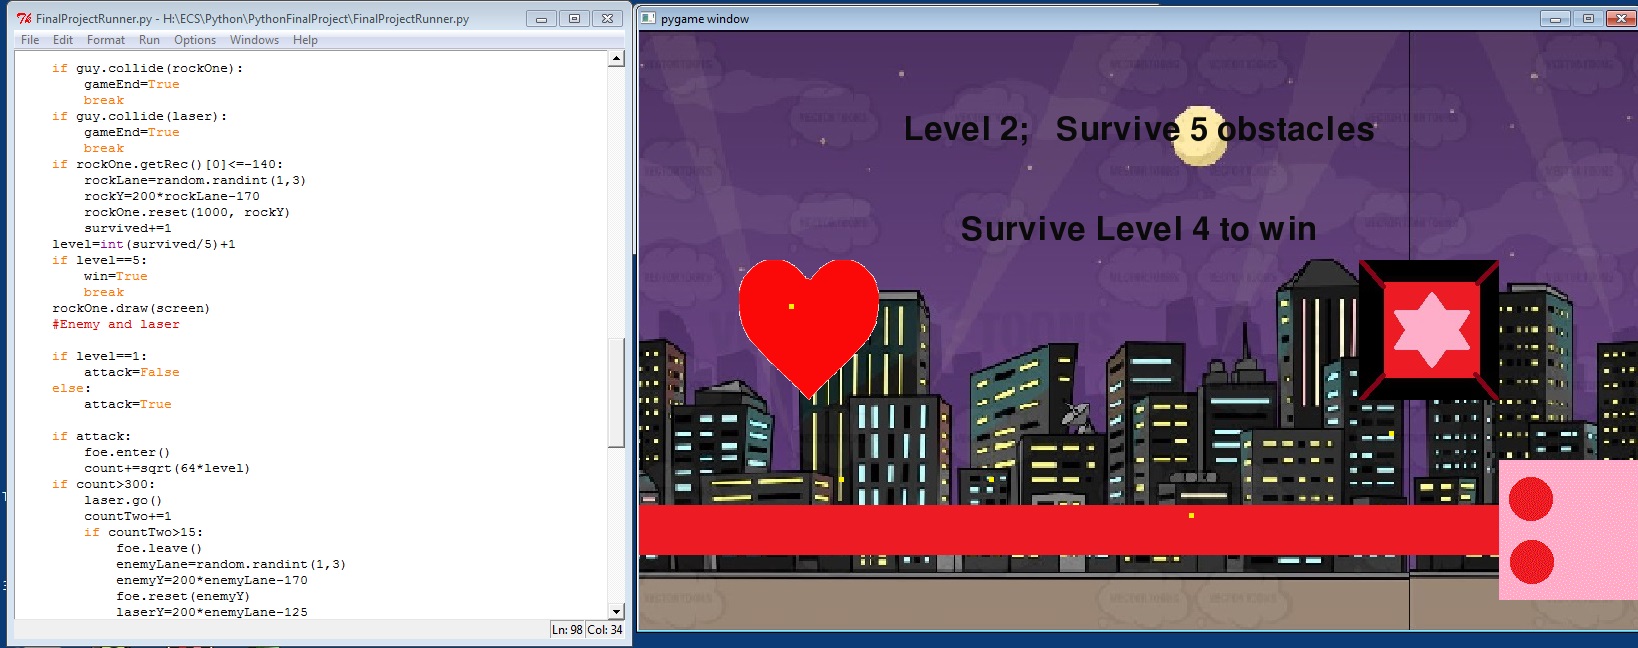 FinalProjectRunner.py - H:\ECS\Python\PythonFinalProject\FinalProjectRunner.py
File Edit Format Run Options Windows Help
if guy.collide(rockOne):
gameEnd=True
break
if guy.collide(laser):
gameEnd=True
break
if rockOne.getRec()[0]<=-140:
rockLane=random.randint(1,3)
rockY=200*rockLane-170
rockOne.reset(1000, rockY)
survived+=1
level=int(survived/5)+1
if level==5:
win=True
break
rockOne.draw(screen)
#Enemy and laser
if level==1:
attack=False
else:
attack=True
if attack:
foe.enter()
count+=sqrt(64*level)
if count>300:
laser.go()
countTwo+=1
if countTwo>15:
foe.leave()
enemyLane=random.randint(1,3)
enemyY=200*enemyLane-170
foe.reset(enemyY)
laserY=200*enemyLane-125
Ln: 98 Col: 34
pygame window
Level 2; Survive 5 obstacles
Survive Level 4 to win